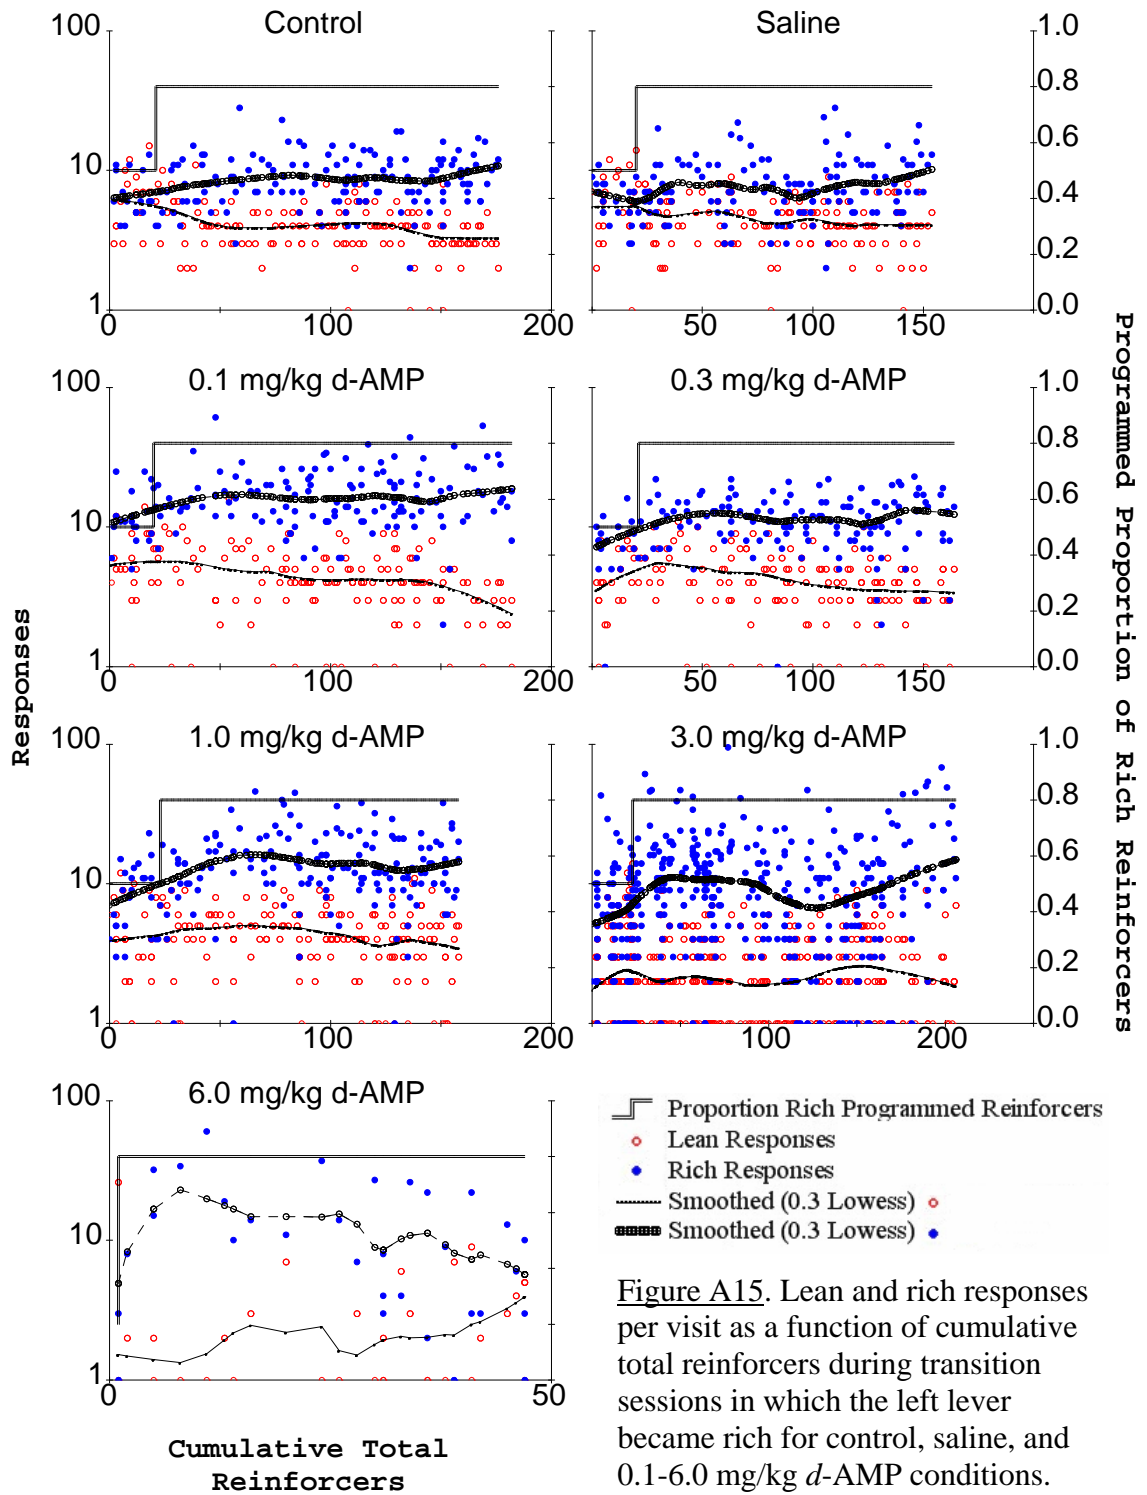 Control
Saline
100
10
1
0
100
200
1.0
0.8
0.6
0.4
0.2
0.0
0
50
100
150
0.1 mg/kg d-AMP
0.3 mg/kg d-AMP
100
10
1
0
100
200
1.0
0.8
0.6
0.4
0.2
0.0
50
100
150
1.0 mg/kg d-AMP
3.0 mg/kg d-AMP
100
10
1
0
100
200
1.0
0.8
0.6
0.4
0.2
0.0
100
200
6.0 mg/kg d-AMP
100
10
1
0
50
Responses
Programmed Proportion of Rich Reinforcers
Cumulative Total
Reinforcers
Proportion Rich Programmed Reinforcers
Lean Responses
Rich Responses
Smoothed (0.3 Lowess)
Smoothed (0.3 Lowess)
Figure A15. Lean and rich responses
per visit as a function of cumulative
total reinforcers during transition
sessions in which the left lever
became rich for control, saline, and
0.1-6.0 mg/kg d-AMP conditions.